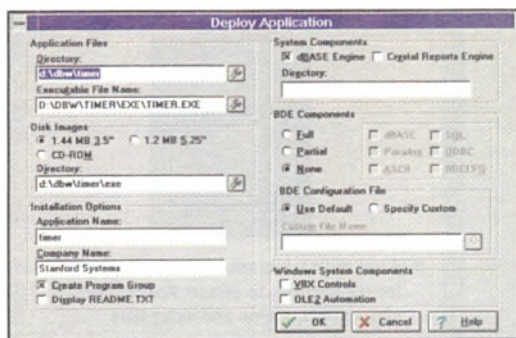 Deploy Application
Application Files
Directory:
d:\dbw\timer
Executable File Name:
D:\DBW\TIMER\EXE\TIMER.EXE
Disk Images
1.44 MB 3.5" 1.2 MB 5.25"
CD-ROM
Directory:
d:\dbw\timer\exe
Installation Options
Application Name:
timer
Company Name:
Stanford Systems
Create Program Group
Display README.TXT
System Components
dBASE Engine Crystal Reports Engine
Directory:
BDE Components
Full dBASE SQL
Partial Paradox ODBC
None ASCII
BDE Configuration File
Use Default Specify Custom
Custom File Name
Windows System Components
VBX Controls
OLE2 Automation
OK Cancel Help